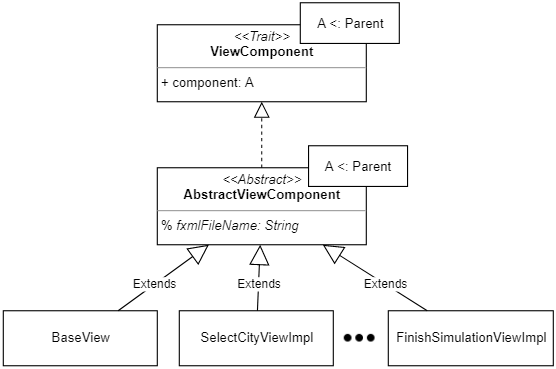 A <: Parent
<<Trait>>
ViewComponent
+ component: A
A <: Parent
<<Abstract>>
AbstractViewComponent
% fxmlFileName: String
Extends
Extends
Extends
BaseView
SelectCityViewImpl
FinishSimulationViewImpl